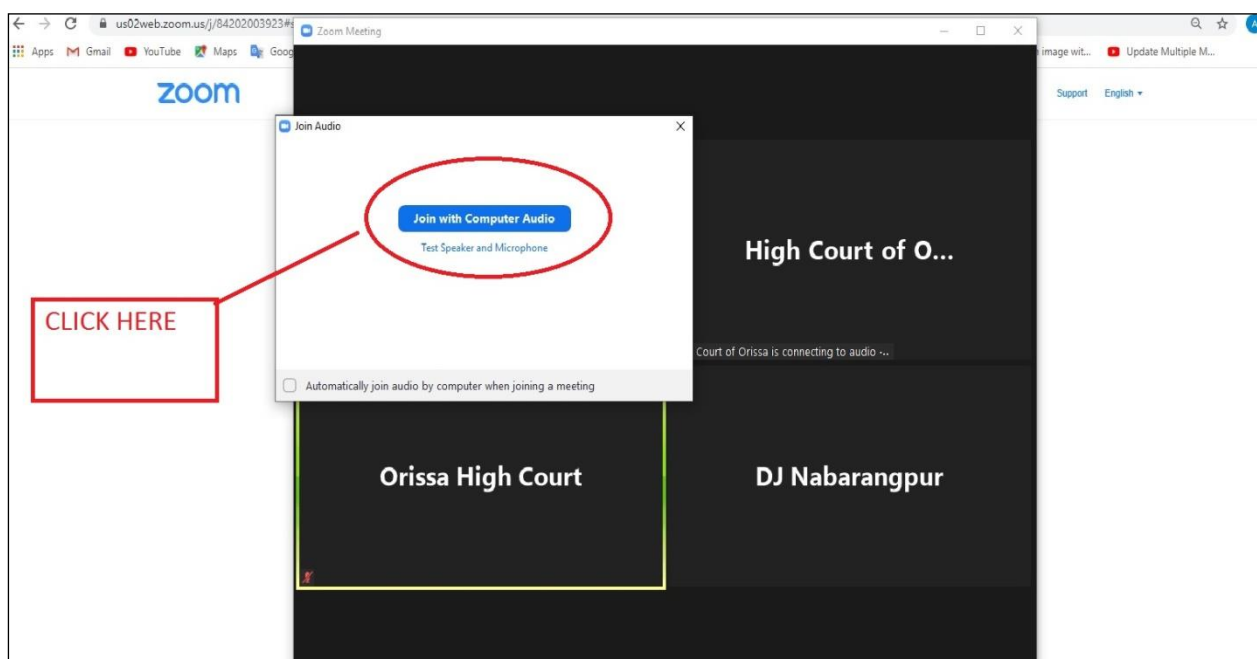 us02web.zoom.us/j/84202003923#s
Zoom Meeting
Apps Gmail YouTube Maps Goog
image wit... Update Multiple M...
zoom
Support English
Join Audio
Join with Computer Audio
Test Speaker and Microphone
High Court of O...
CLICK HERE
Court of Orissa is connecting to audio -..
Automatically join audio by computer when joining a meeting
Orissa High Court
DJ Nabarangpur